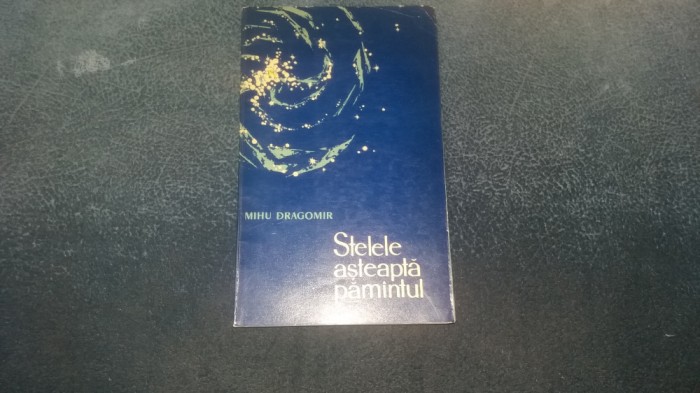 MIHU DRAGOMIR
Stelele
așteaptă
pămîntul